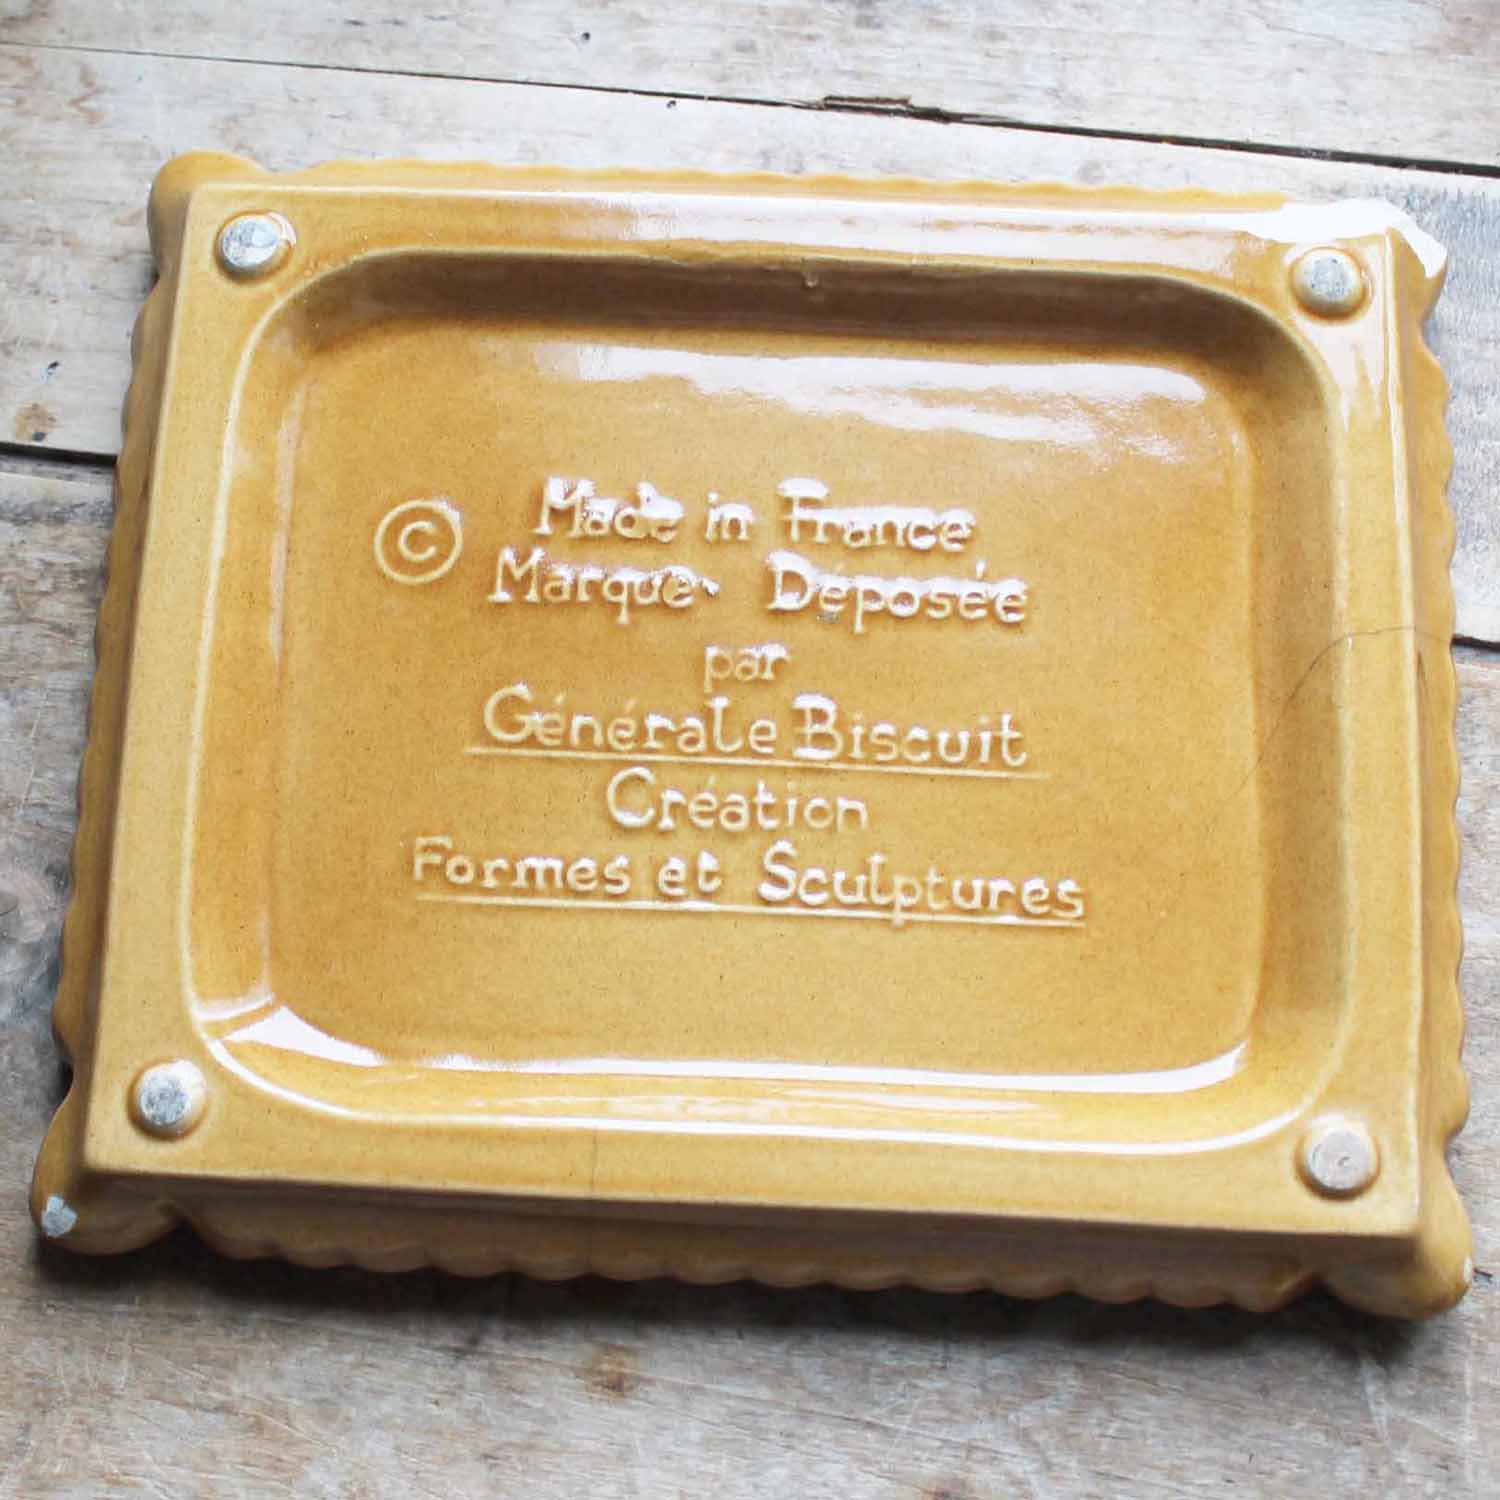 © Made in France
Marque Déposée
par
Générale Biscuit
Création
Formes et Sculptures